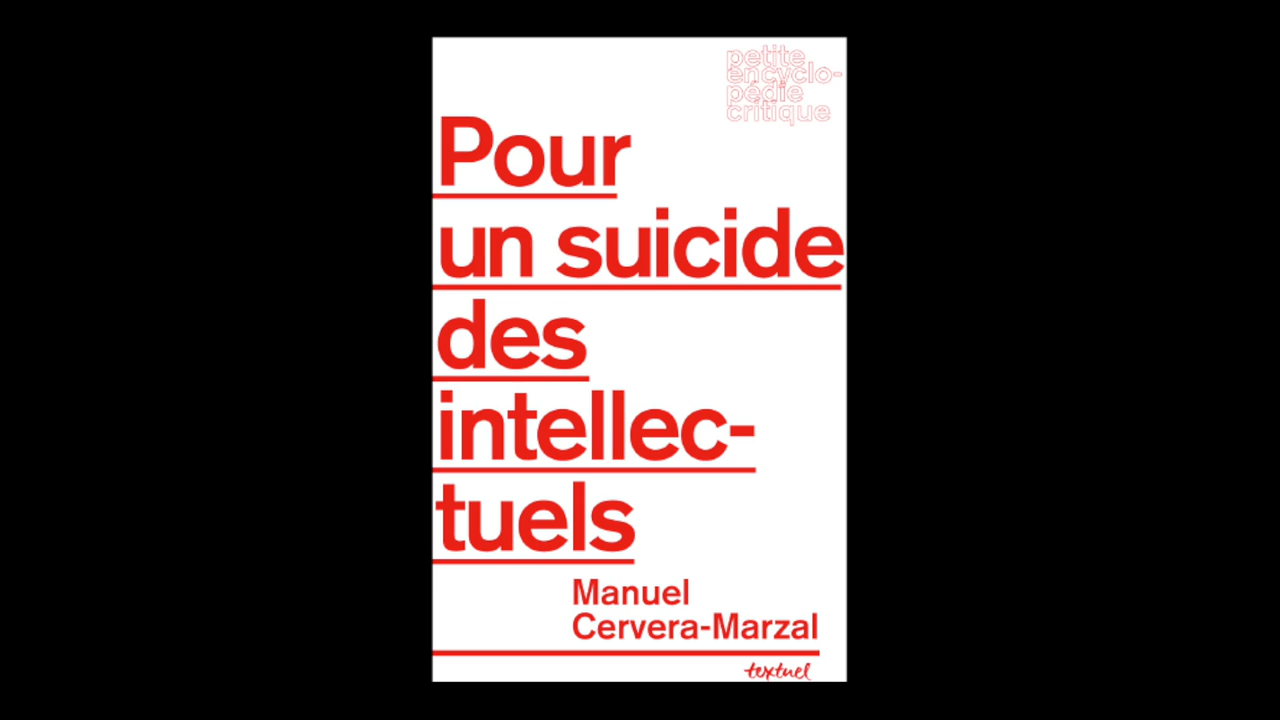 petite
encyclo-
pédie
critique
Pour
un suicide
des
intellec-
tuels
Manuel
Cervera-Marzal
textuel